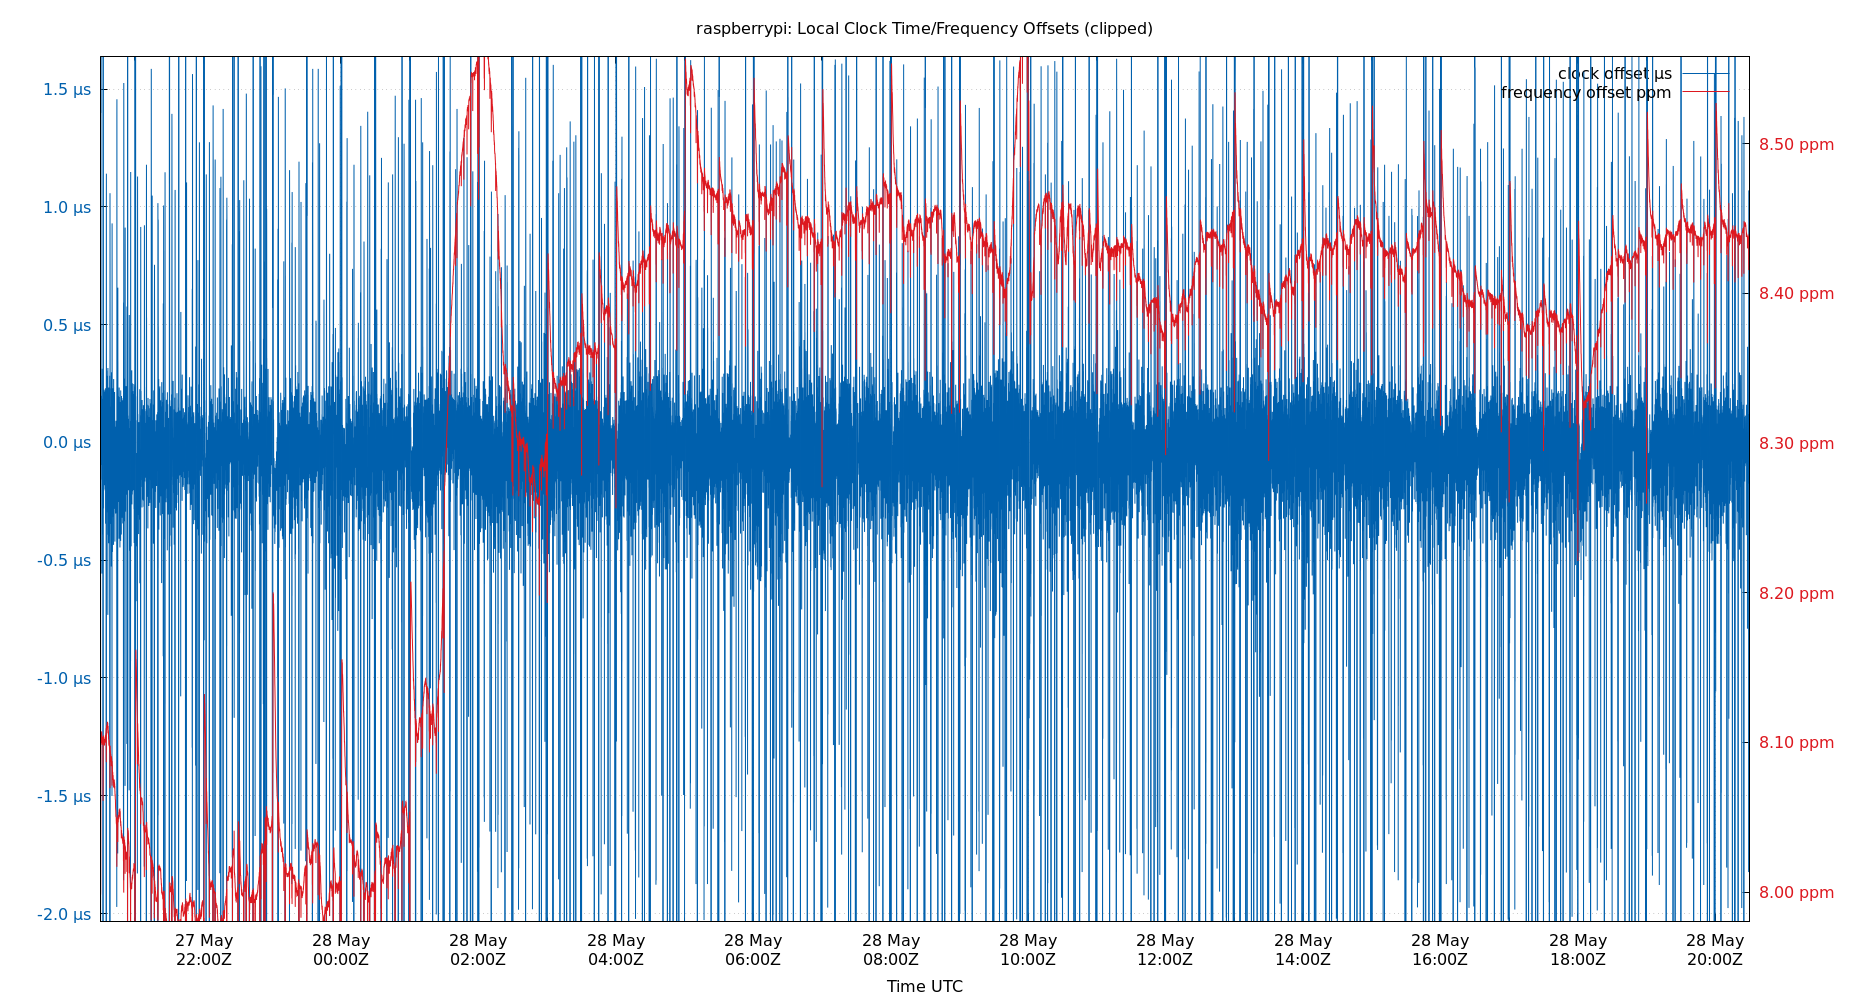 raspberrypi: Local Clock Time/Frequency Offsets (clipped)
clock offset µs
frequency offset ppm
1.5 µs
1.0 µs
0.5 µs
0.0 µs
-0.5 µs
-1.0 µs
-1.5 µs
-2.0 µs
8.50 ppm
8.40 ppm
8.30 ppm
8.20 ppm
8.10 ppm
8.00 ppm
27 May 28 May 28 May 28 May 28 May 28 May 28 May 28 May 28 May 28 May 28 May 28 May
22:00Z 00:00Z 02:00Z 04:00Z 06:00Z 08:00Z 10:00Z 12:00Z 14:00Z 16:00Z 18:00Z 20:00Z
Time UTC